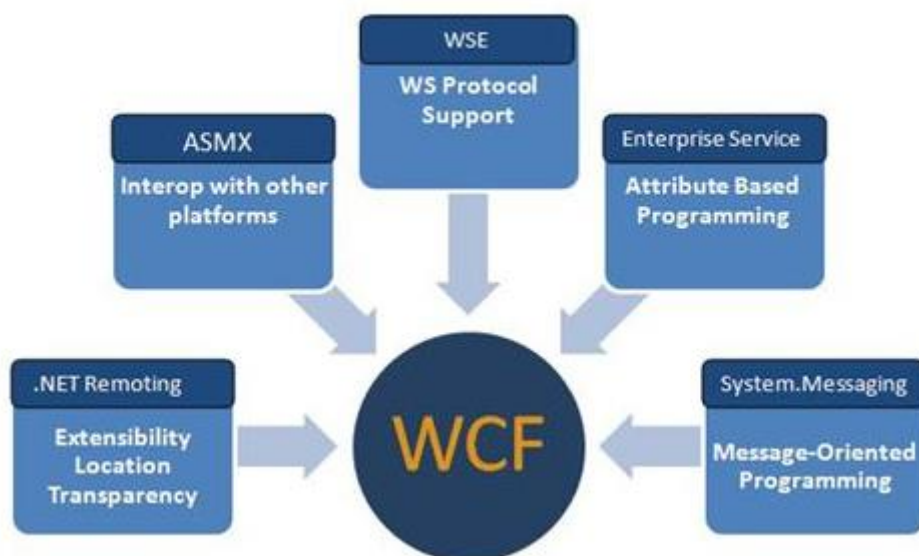 WSE
WS Protocol
Support
ASMX
Interop with other
platforms
Enterprise Service
Attribute Based
Programming
.NET Remoting
Extensibility
Location
Transparency
WCF
System.Messaging
Message-Oriented
Programming